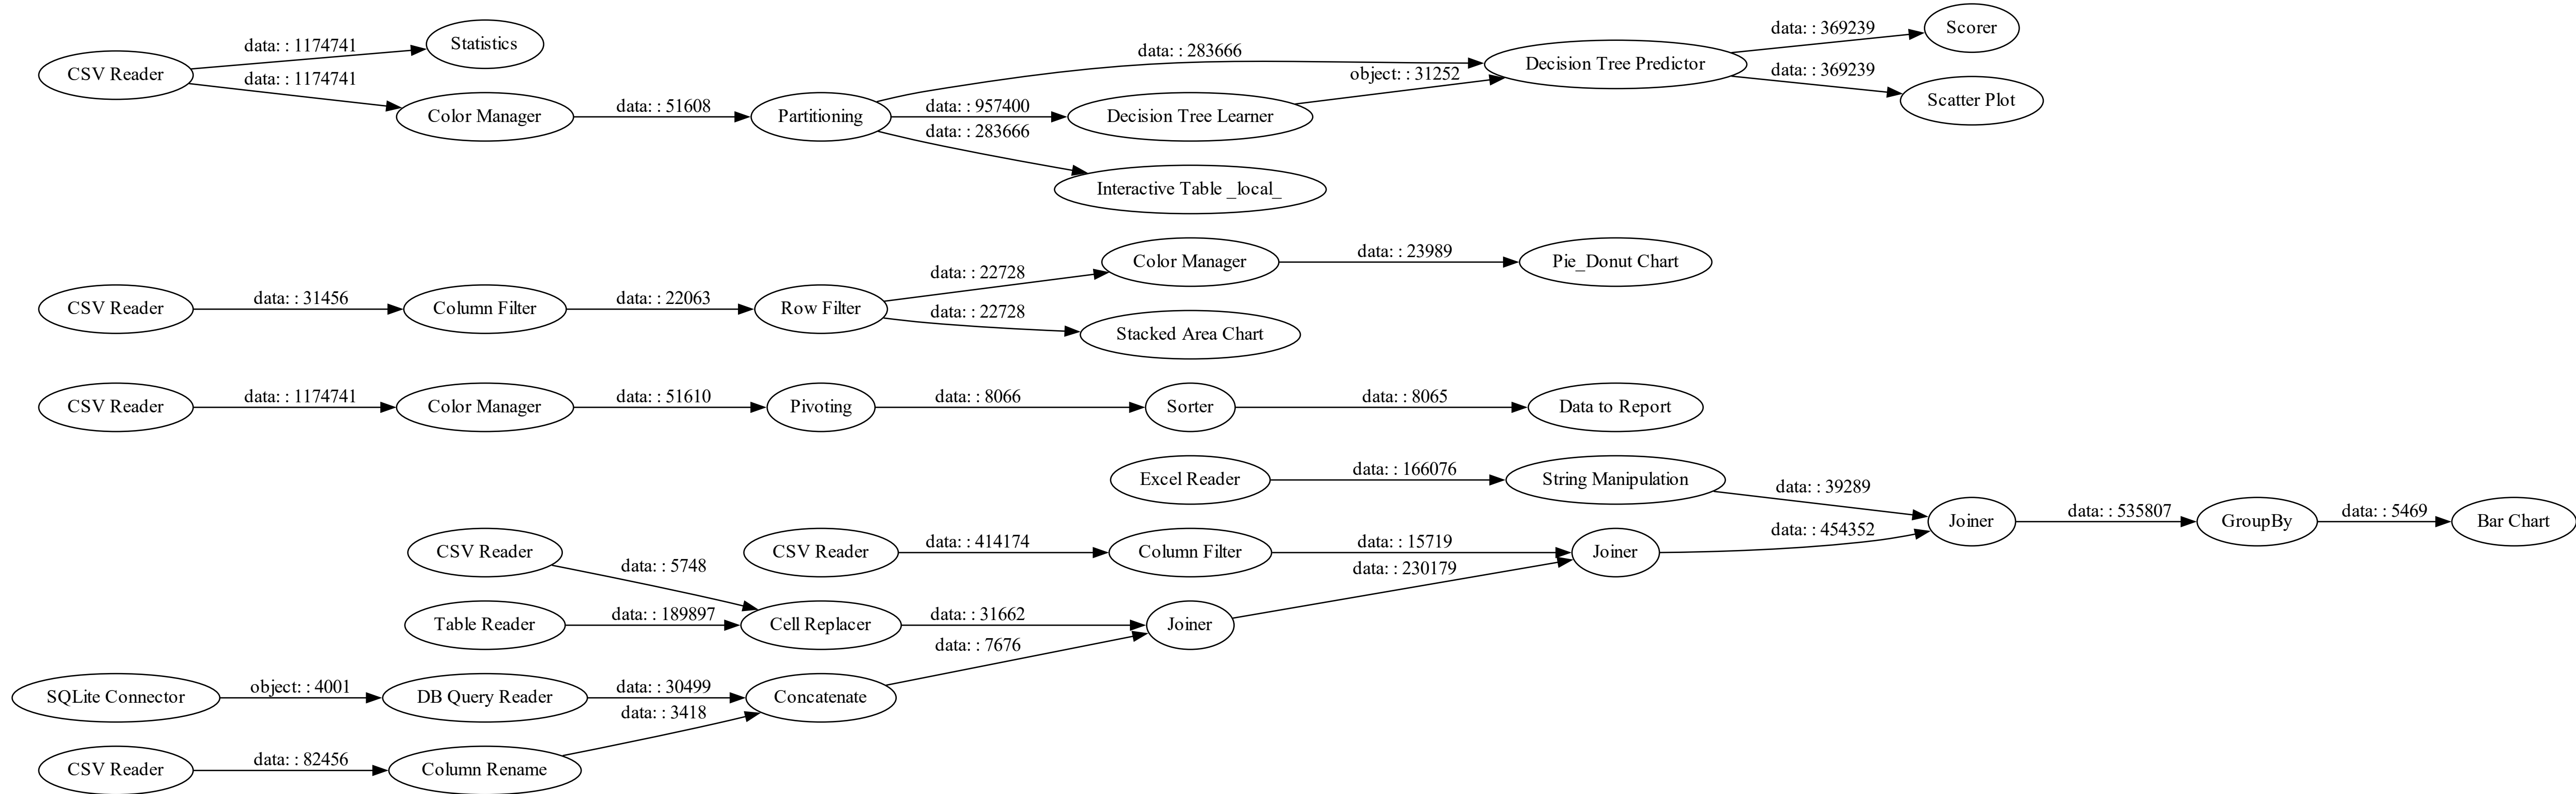 CSV Reader
data: : 1174741
Statistics
data: : 1174741
Color Manager
data: : 51608
Partitioning
data: : 283666
data: : 957400
Decision Tree Learner
object: : 31252
Decision Tree Predictor
data: : 369239
Scorer
data: : 369239
Scatter Plot
data: : 283666
Interactive Table _local_
CSV Reader
data: : 31456
Column Filter
data: : 22063
Row Filter
data: : 22728
Color Manager
data: : 23989
Pie_Donut Chart
data: : 22728
Stacked Area Chart
CSV Reader
data: : 1174741
Color Manager
data: : 51610
Pivoting
data: : 8066
Sorter
data: : 8065
Data to Report
Excel Reader
data: : 166076
String Manipulation
data: : 39289
Joiner
data: : 535807
GroupBy
data: : 5469
Bar Chart
CSV Reader
data: : 5748
CSV Reader
data: : 414174
Column Filter
data: : 15719
Joiner
data: : 454352
data: : 230179
Table Reader
data: : 189897
Cell Replacer
data: : 31662
Joiner
data: : 7676
SQLite Connector
object: : 4001
DB Query Reader
data: : 30499
Concatenate
data: : 3418
CSV Reader
data: : 82456
Column Rename